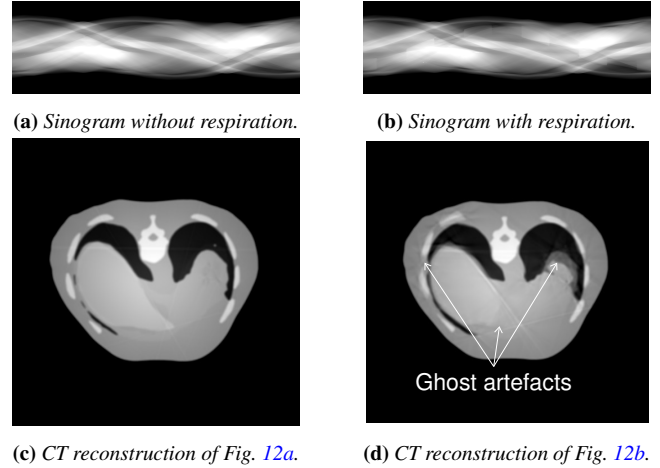 (a) Sinogram without respiration.
(b) Sinogram with respiration.
Ghost artefacts
(c) CT reconstruction of Fig. 12a.
(d) CT reconstruction of Fig. 12b.